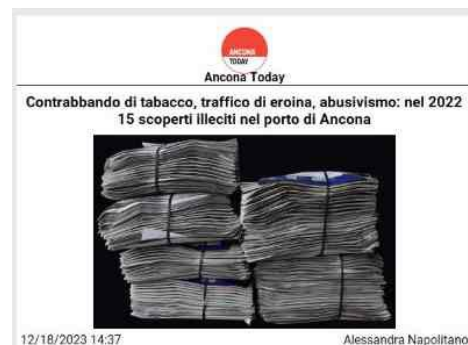 ANCONA
TODAY
Ancona Today
Contrabbando di tabacco, traffico di eroina, abusivismo: nel 2022
15 scoperti illeciti nel porto di Ancona
12/18/2023 14:37
Alessandra Napolitano